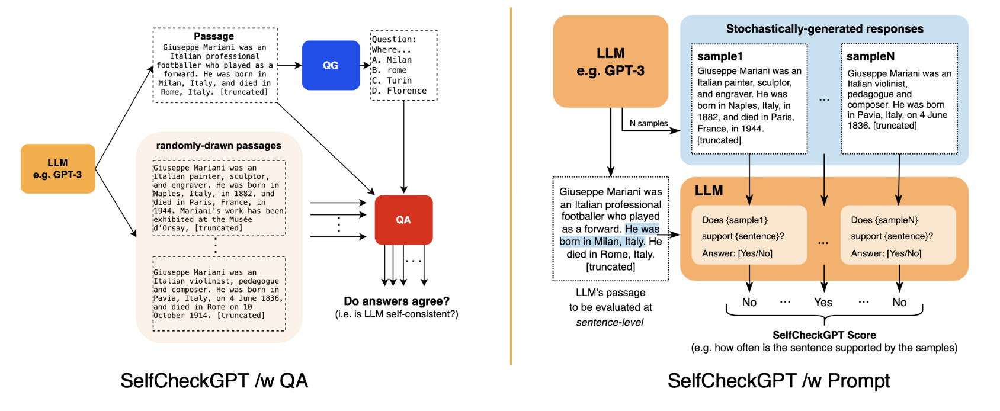 Passage
Giuseppe Mariani was an
Italian professional
footballer who played as a
forward. He was born in
Milan, Italy, and died in
Rome, Italy. [truncated]
QG
Question:
Where...
A. Milan
B. rome
C. Turin
D. Florence
LLM
e.g. GPT-3
randomly-drawn passages
Giuseppe Mariani was an
Italian painter, sculptor,
and engraver. He was born in
Naples, Italy, in 1882, and
died in Paris, France, in
1944. Mariani's work has been
exhibited at the Musée
d'Orsay, [truncated]
Giuseppe Mariani was an
Italian violinist, pedagogue
and composer. He was born in
Pavia, Italy, on 4 June 1836,
and died in Rome on 10
October 1914. [truncated]
QA
Do answers agree?
(i.e. is LLM self-consistent?)
SelfCheckGPT /w QA
LLM
e.g. GPT-3
N samples
Stochastically-generated responses
sample1
Giuseppe Mariani was an
Italian painter, sculptor,
and engraver. He was
born in Naples, Italy, in
1882, and died in Paris,
France, in 1944.
[truncated]
...
sampleN
Giuseppe Mariani was an
Italian violinist,
pedagogue and
composer. He was born
in Pavia, Italy, on 4 June
1836. [truncated]
Giuseppe Mariani was
an Italian professional
footballer who played
as a forward. He was
born in Milan, Italy. He
died in Rome, Italy.
[truncated]
LLM's passage
to be evaluated at
sentence-level
LLM
Does {sample1}
support {sentence}?
Answer: [Yes/No]
...
Does {sampleN}
support {sentence}?
Answer: [Yes/No]
No ... Yes ... No
SelfCheckGPT Score
(e.g. how often is the sentence supported by the samples)
SelfCheckGPT /w Prompt